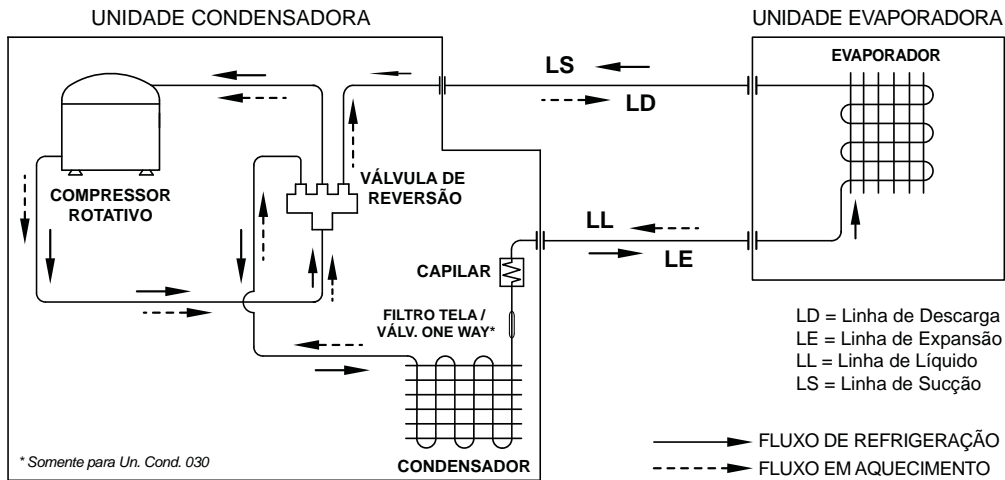 UNIDADE CONDENSADORA
UNIDADE EVAPORADORA
EVAPORADOR
LS
LD
COMPRESSOR
ROTATIVO
VÁLVULA DE
REVERSÃO
LL
LE
CAPILAR
FILTRO TELA /
VÁLV. ONE WAY*
CONDENSADOR
* Somente para Un. Cond. 030
LD = Linha de Descarga
LE = Linha de Expansão
LL = Linha de Líquido
LS = Linha de Sucção
FLUXO DE REFRIGERAÇÃO
FLUXO EM AQUECIMENTO